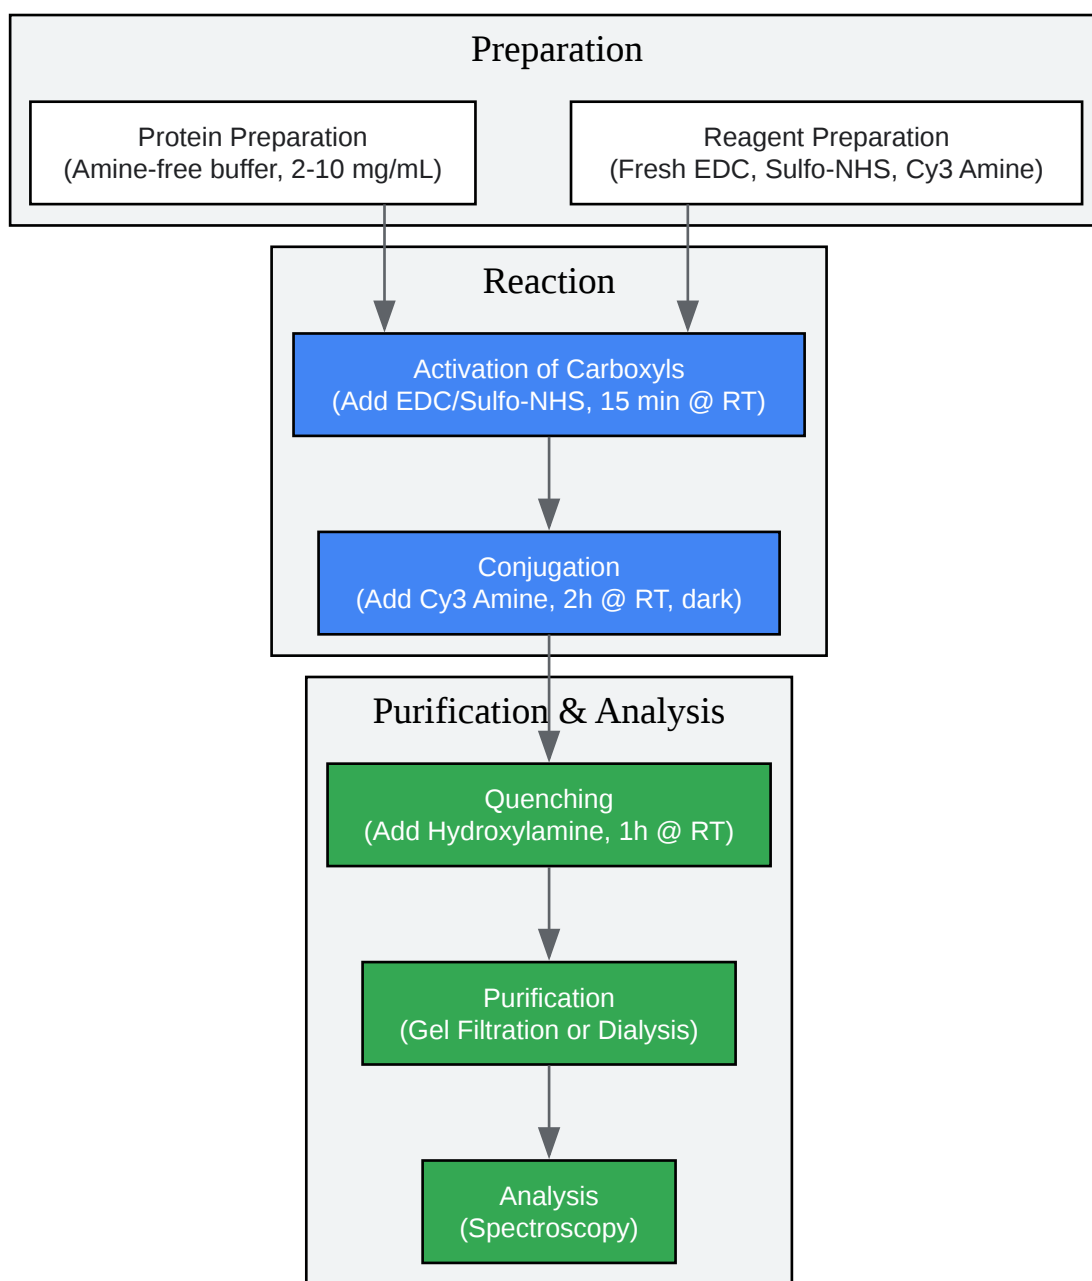 Preparation
Protein Preparation
(Amine-free buffer, 2-10 mg/mL)
Reagent Preparation
(Fresh EDC, Sulfo-NHS, Cy3 Amine)
Reaction
Activation of Carboxyls
(Add EDC/Sulfo-NHS, 15 min @ RT)
Conjugation
(Add Cy3 Amine, 2h @ RT, dark)
Purification & Analysis
Quenching
(Add Hydroxylamine, 1h @ RT)
Purification
(Gel Filtration or Dialysis)
Analysis
(Spectroscopy)